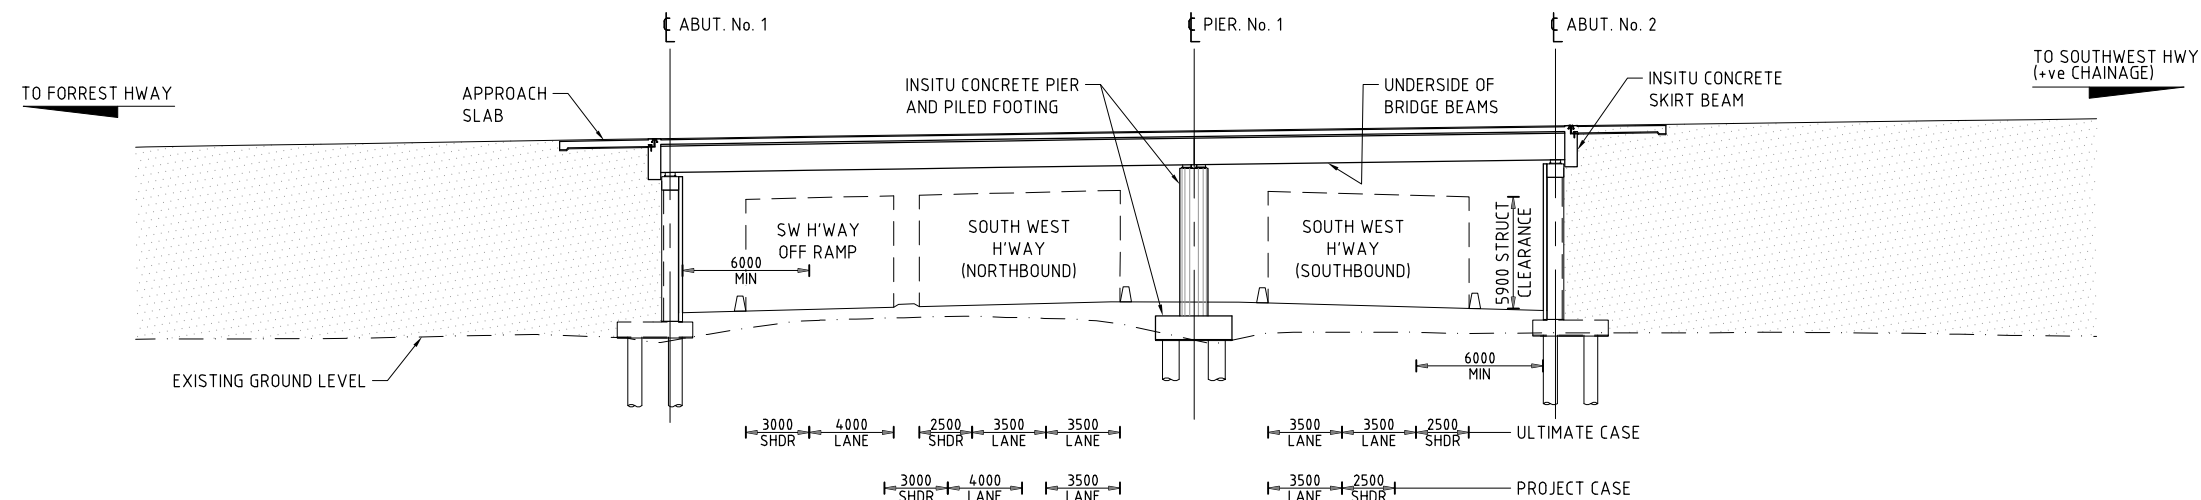 ℄ ABUT. No. 1
℄ PIER. No. 1
℄ ABUT. No. 2
TO FORREST HWAY
APPROACH
SLAB
INSITU CONCRETE PIER
AND PILED FOOTING
UNDERSIDE OF
BRIDGE BEAMS
INSITU CONCRETE
SKIRT BEAM
TO SOUTHWEST HWY
(+ve CHAINAGE)
SW H'WAY
OFF RAMP
6000
MIN
SOUTH WEST
H'WAY
(NORTHBOUND)
SOUTH WEST
H'WAY
(SOUTHBOUND)
5900 STRUCT
CLEARANCE
EXISTING GROUND LEVEL
6000
MIN
3000 4000 2500 3500 3500 3500 3500 2500
SHDR LANE SHDR LANE LANE LANE LANE SHDR
ULTIMATE CASE
3000 4000 3500 3500 2500
SHDR LANE LANE LANE SHDR
PROJECT CASE